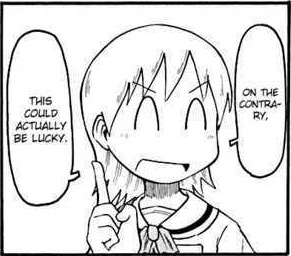 ON THE
CONTRA-
RY,
THIS
COULD
ACTUALLY
BE LUCKY.